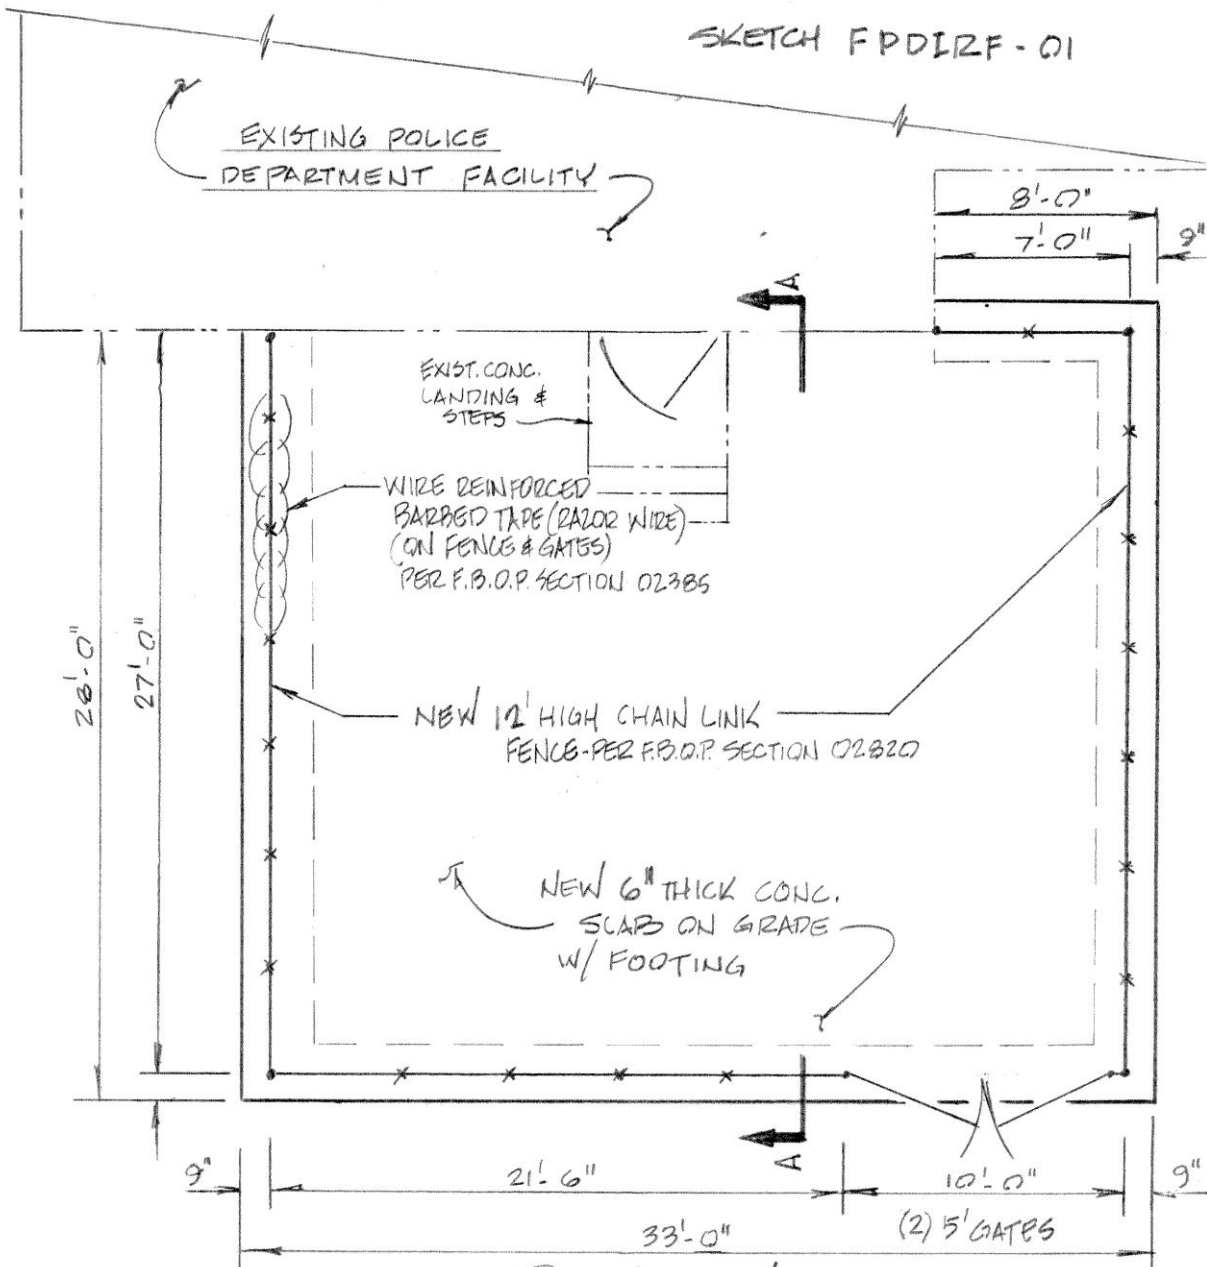 SKETCH FPDIRF-01
EXISTING POLICE
DEPARTMENT FACILITY
8'-0"
7'-0"
9"
A
EXIST. CONC.
LANDING &
STEPS
WIRE REINFORCED
BARBED TAPE (RAZOR WIRE)
(ON FENCE & GATES)
PER F.B.O.P. SECTION 02385
28'-0"
27'-0"
NEW 12' HIGH CHAIN LINK
FENCE-PER F.B.O.P. SECTION 02820
NEW 6" THICK CONC.
SLAB ON GRADE
W/ FOOTING
A
9"
21'-6"
10'-0"
9"
(2) 5' GATES
33'-0"